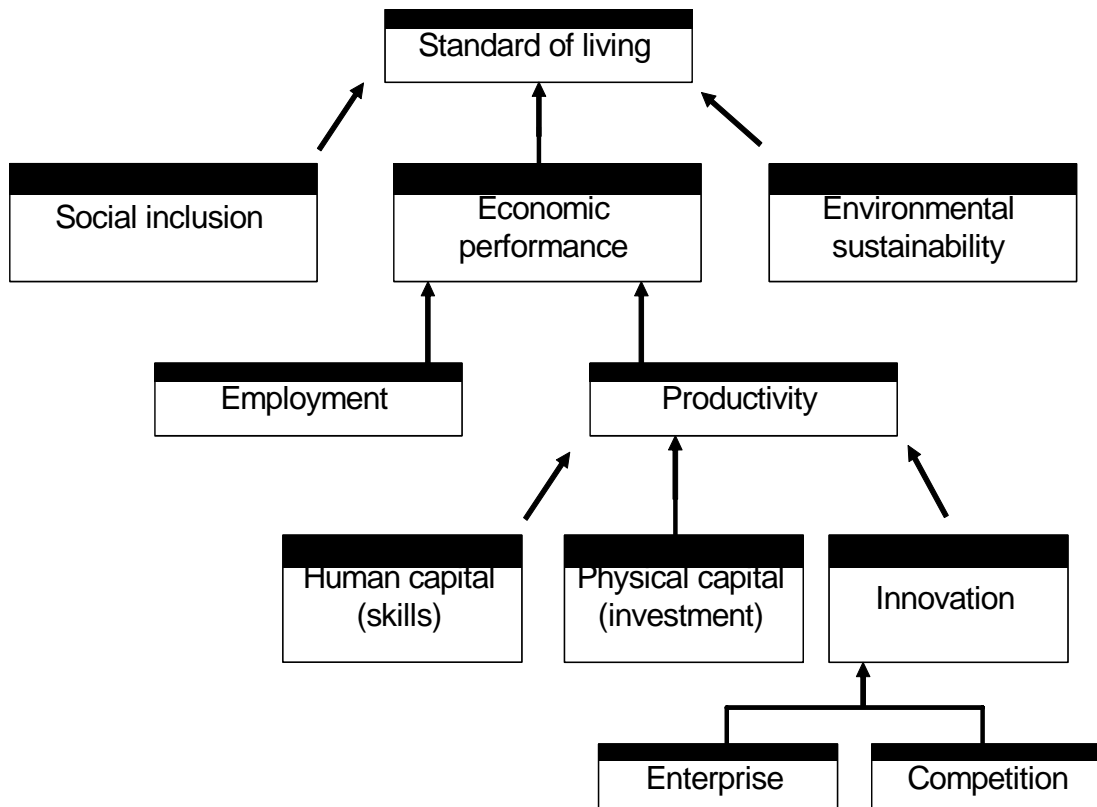 Standard of living
Social inclusion
Economic
performance
Environmental
sustainability
Employment
Productivity
Human capital
(skills)
Physical capital
(investment)
Innovation
Enterprise
Competition